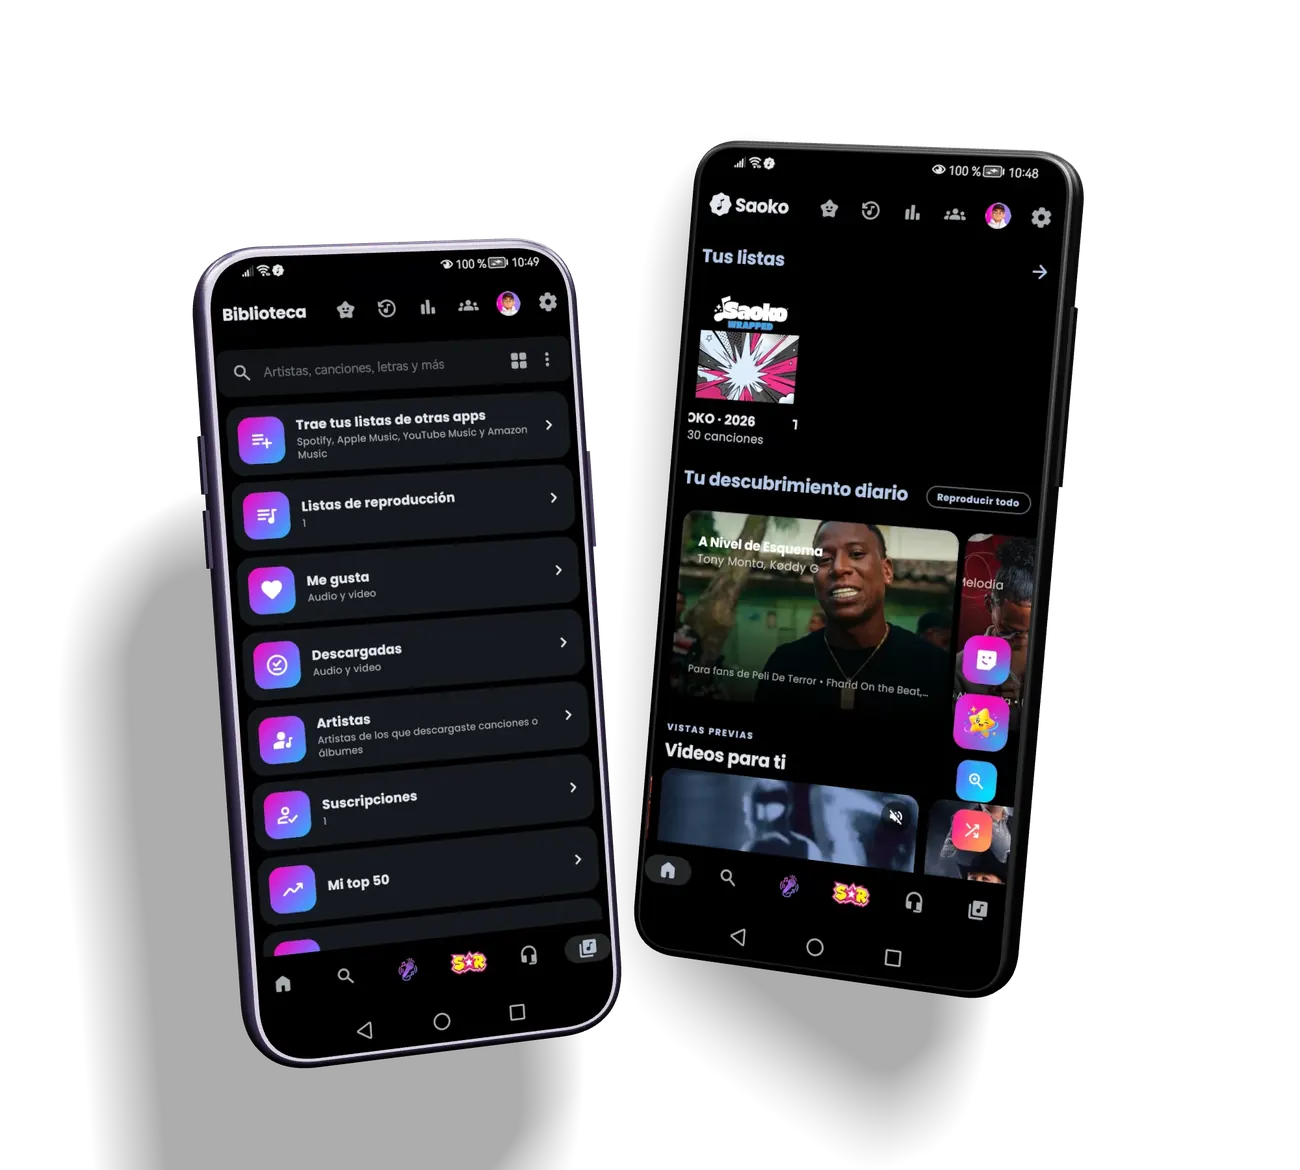 100 % 10:49
Biblioteca
Artistas, canciones, letras y más
Trae tus listas de otras apps
Spotify, Apple Music, YouTube Music y Amazon
Music
Listas de reproducción
1
Me gusta
Audio y video
Descargadas
Audio y video
Artistas
Artistas de los que descargaste canciones o
álbumes
Suscripciones
1
Mi top 50
S★R
100 % 10:48
Saoko
Tus listas
Saoko
WRAPPED
OKO · 2026
30 canciones
Tu descubrimiento diario
Reproducir todo
A Nivel de Esquema
Tony Monta, Køddy G
Melodía
Para fans de Peli De Terror • Fharid On the Beat,...
VISTAS PREVIAS
Videos para ti
S★R